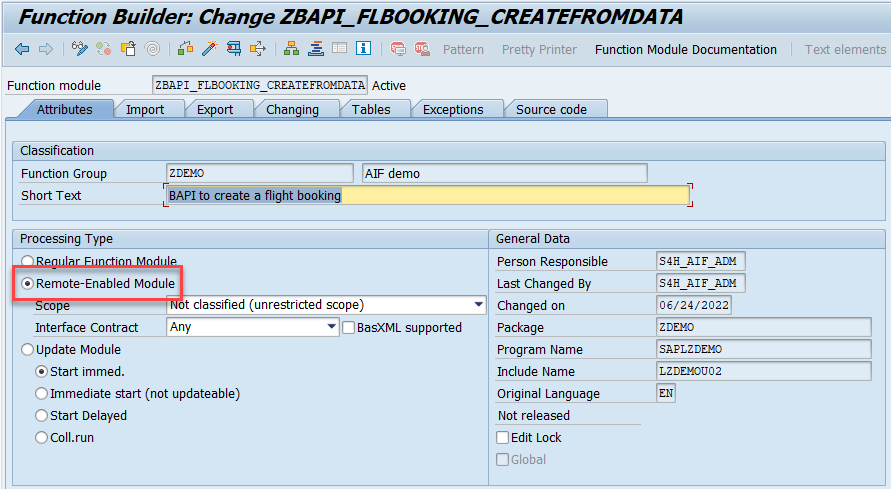 Function Builder: Change ZBAPI_FLBOOKING_CREATEFROMDATA
Pattern Pretty Printer Function Module Documentation Text elements
Function module ZBAPI_FLBOOKING_CREATEFROMDATA Active
Attributes Import Export Changing Tables Exceptions Source code
Classification
Function Group ZDEMO AIF demo
Short Text BAPI to create a flight booking
Processing Type
Regular Function Module
Remote-Enabled Module
Scope Not classified (unrestricted scope)
Interface Contract Any BasXML supported
Update Module
Start immed.
Immediate start (not updateable)
Start Delayed
Coll.run
General Data
Person Responsible S4H_AIF_ADM
Last Changed By S4H_AIF_ADM
Changed on 06/24/2022
Package ZDEMO
Program Name SAPLZDEMO
Include Name LZDEMOU02
Original Language EN
Not released
Edit Lock
Global